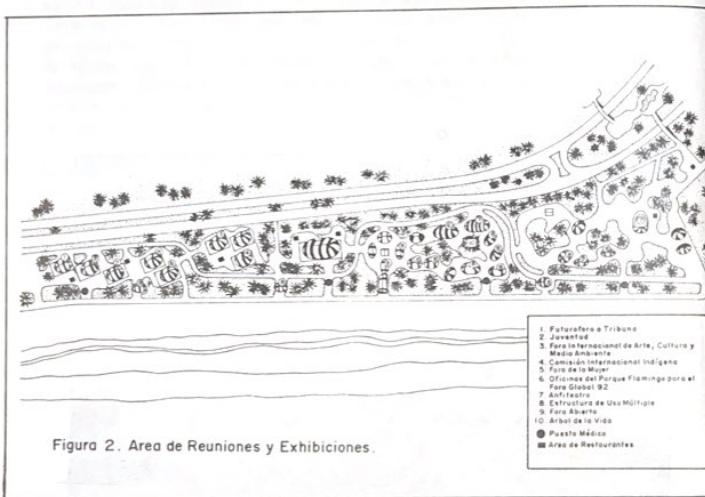 1. Futuroforo o Tribuna
2. Juventud
3. Foro Internacional de Arte, Cultura y
Medio Ambiente
4. Comisión Internacional Indígena
5. Foro de la Mujer
6. Oficinas del Parque Flamingo para el
Foro Global 92
7. Anfiteatro
8. Estructura de Uso Múltiple
9. Foro Abierto
10. Arbol de la Vida
Puesto Médico
Area de Restaurantes
Figura 2. Area de Reuniones y Exhibiciones.